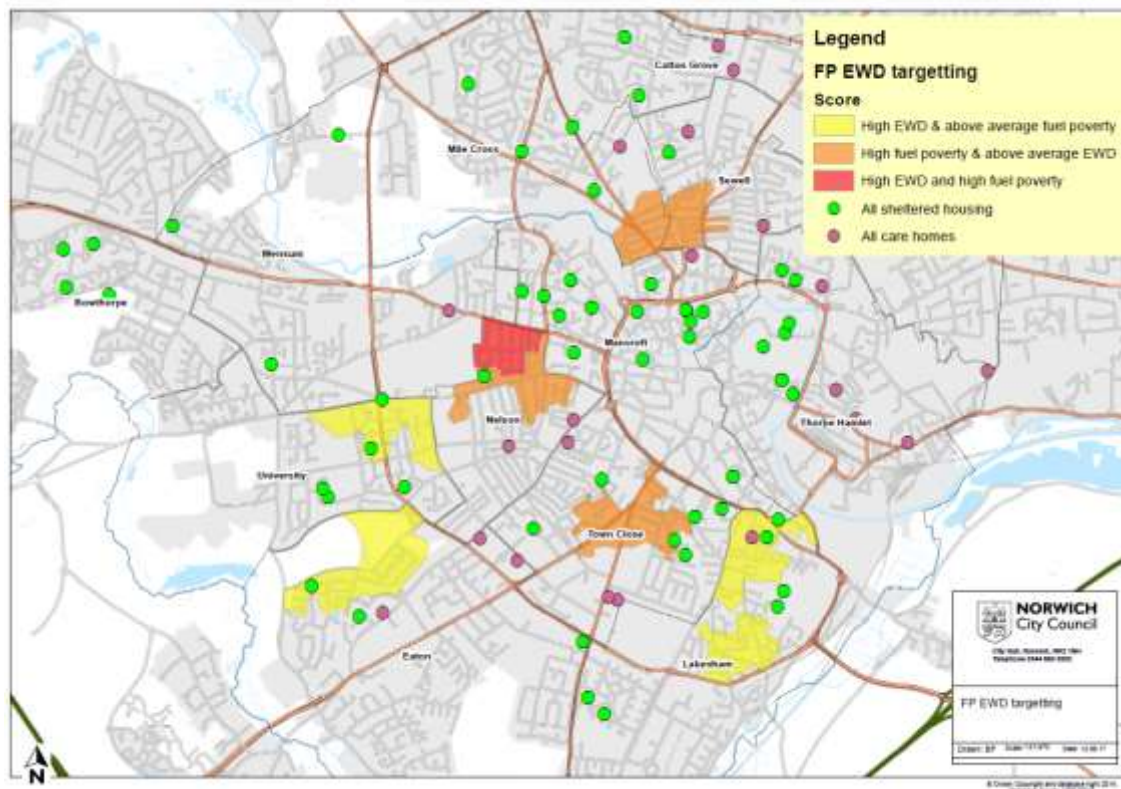 Legend
FP EWD targetting
Score
High EWD & above average fuel poverty
High fuel poverty & above average EWD
High EWD and high fuel poverty
All sheltered housing
All care homes
Catton Grove
Mile Cross
Sewell
Wensum
Bowthorpe
Mancroft
Nelson
Thorpe Hamlet
University
Town Close
Eaton
Lakenham
NORWICH
City Council
FP EWD targetting
N